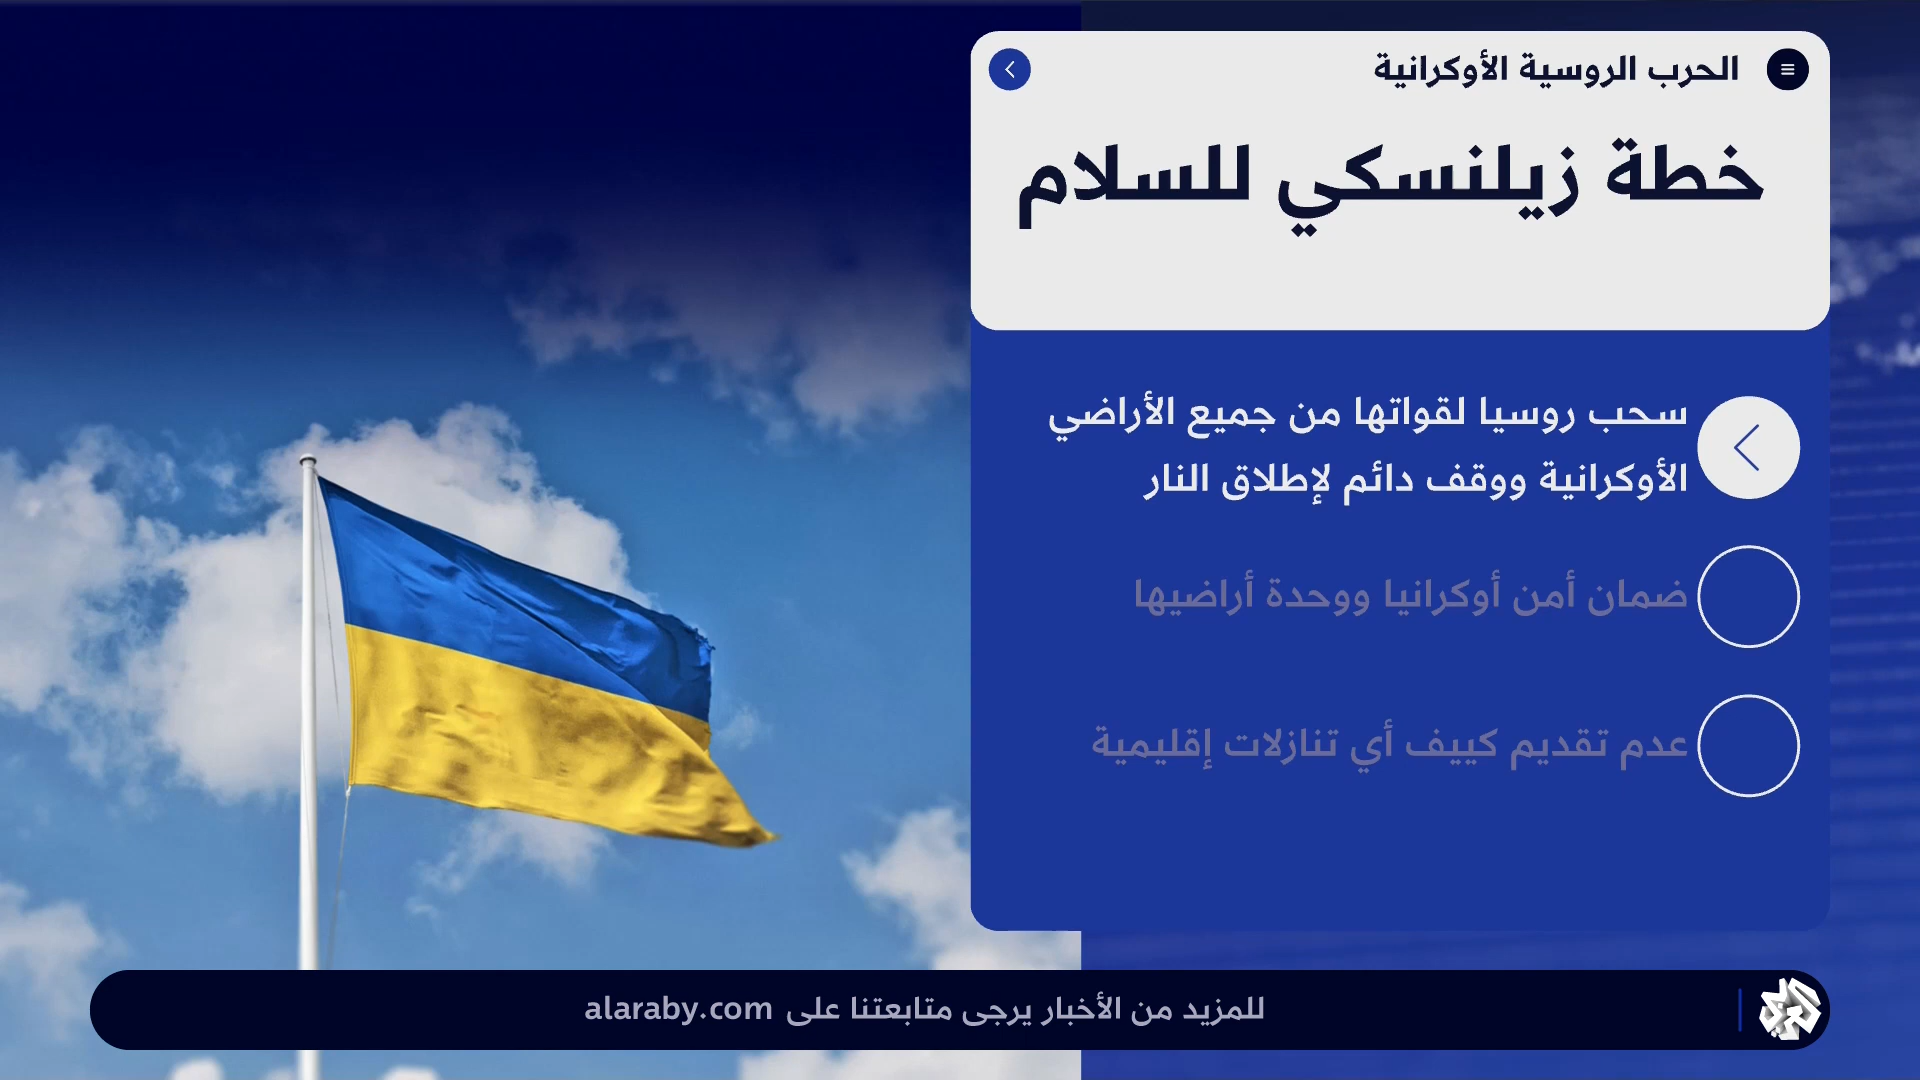 الحرب الروسية الأوكرانية
خطة زيلنسكي للسلام
سحب روسيا لقواتها من جميع الأراضي
الأوكرانية ووقف دائم لإطلاق النار
ضمان أمن أوكرانيا ووحدة أراضيها
عدم تقديم كييف أي تنازلات إقليمية
للمزيد من الأخبار يرجى متابعتنا على alaraby.com